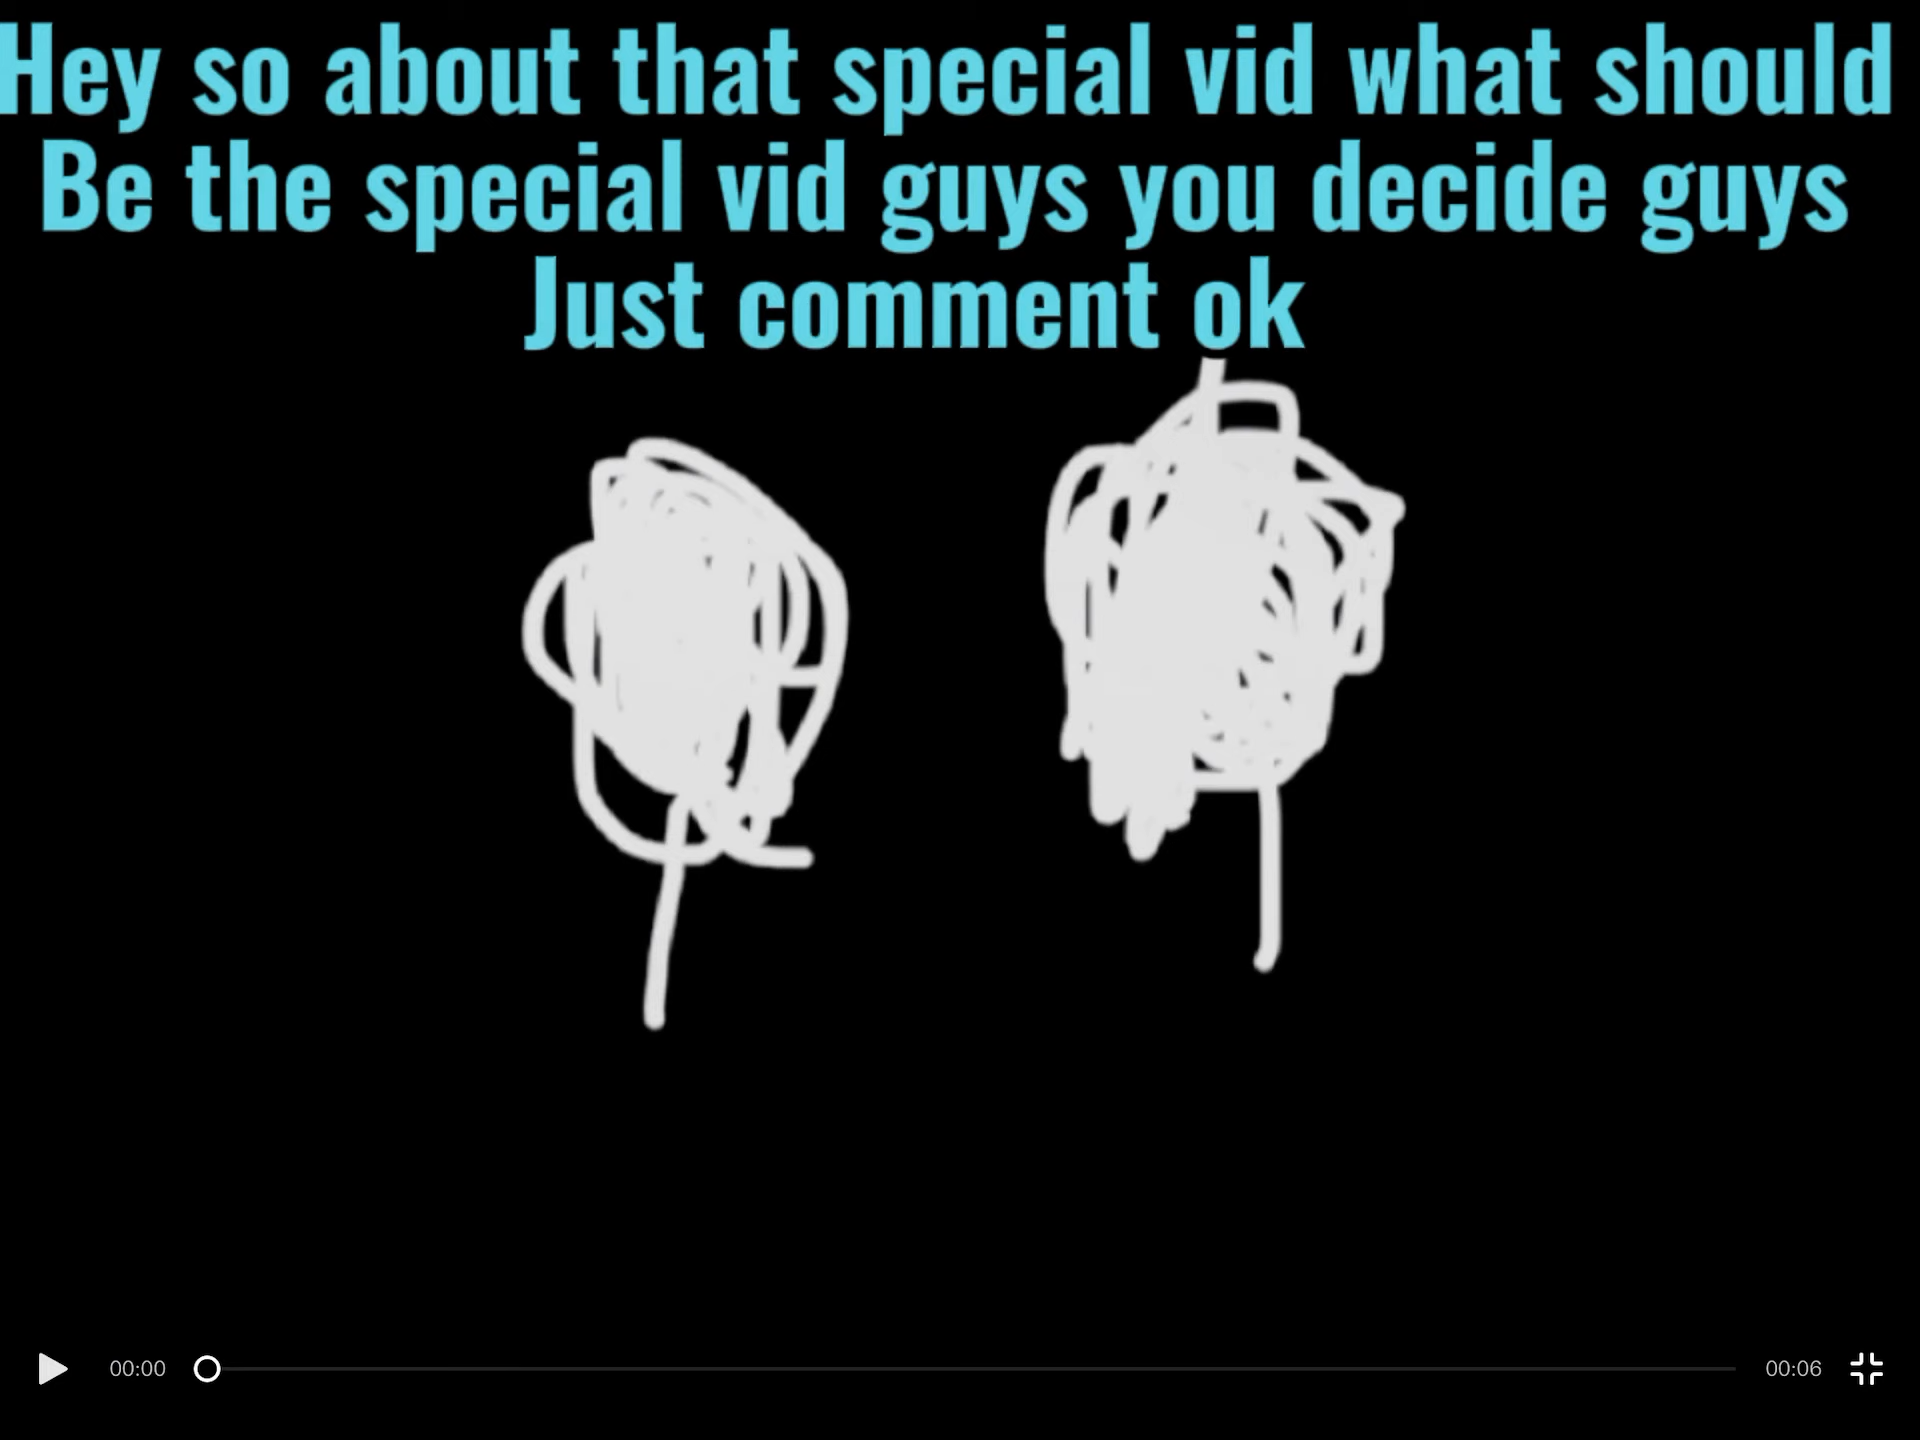 Hey so about that special vid what should
Be the special vid guys you decide guys
Just comment ok
00:00 00:06